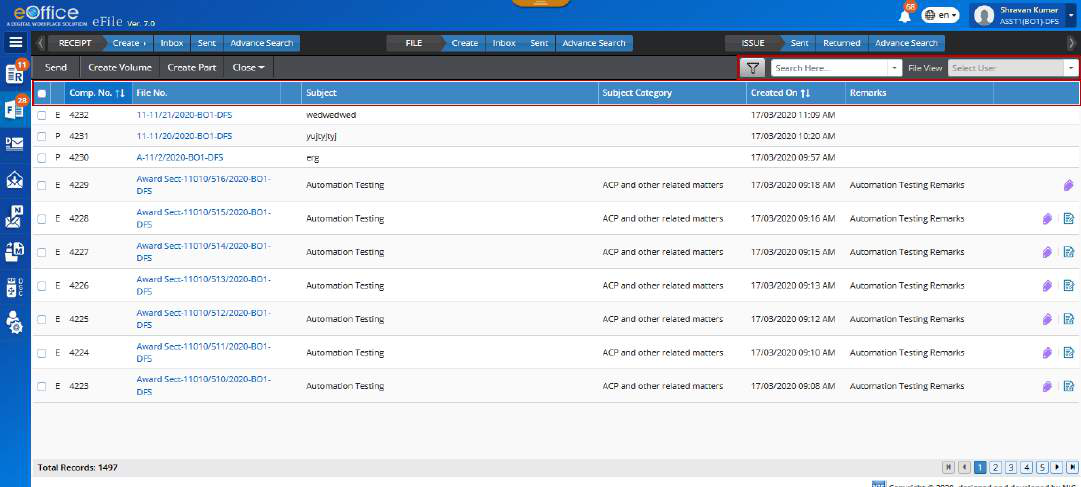 eOffice
A DIGITAL WORKPLACE SOLUTION
eFile Ver. 7.0
68
en
Shravan Kumar
ASST1(BO1)-DFS
RECEIPT Create Inbox Sent Advance Search
FILE Create Inbox Sent Advance Search
ISSUE Sent Returned Advance Search
11
R
28
F
D
N
M
DSC
Send Create Volume Create Part Close
Search Here... File View Select User
Comp. No. File No. Subject Subject Category Created On Remarks
E 4232 11-11/21/2020-BO1-DFS wedwedwed 17/03/2020 11:09 AM
P 4231 11-11/20/2020-BO1-DFS yujtyjtyj 17/03/2020 10:20 AM
P 4230 A-11/2/2020-BO1-DFS erg 17/03/2020 09:57 AM
E 4229 Award Sect-11010/516/2020-BO1- Automation Testing ACP and other related matters 17/03/2020 09:18 AM Automation Testing Remarks
DFS
E 4228 Award Sect-11010/515/2020-BO1- Automation Testing ACP and other related matters 17/03/2020 09:16 AM Automation Testing Remarks
DFS
E 4227 Award Sect-11010/514/2020-BO1- Automation Testing ACP and other related matters 17/03/2020 09:15 AM Automation Testing Remarks
DFS
E 4226 Award Sect-11010/513/2020-BO1- Automation Testing ACP and other related matters 17/03/2020 09:13 AM Automation Testing Remarks
DFS
E 4225 Award Sect-11010/512/2020-BO1- Automation Testing ACP and other related matters 17/03/2020 09:12 AM Automation Testing Remarks
DFS
E 4224 Award Sect-11010/511/2020-BO1- Automation Testing ACP and other related matters 17/03/2020 09:10 AM Automation Testing Remarks
DFS
E 4223 Award Sect-11010/510/2020-BO1- Automation Testing ACP and other related matters 17/03/2020 09:08 AM Automation Testing Remarks
DFS
Total Records: 1497
1 2 3 4 5
Copyright © 2020, designed and developed by NIC